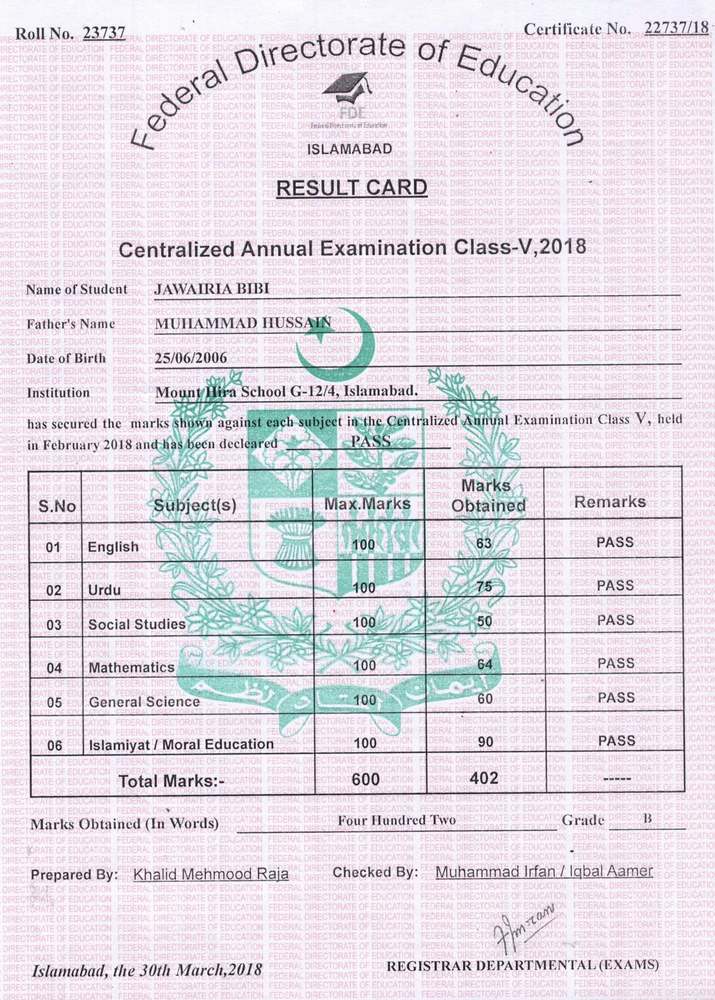 Roll No. 23737
Certificate No. 22737/18
Federal Directorate of Education
FDE
Federal Directorate of Education
ISLAMABAD
RESULT CARD
Centralized Annual Examination Class-V,2018
Name of Student JAWAIRIA BIBI
Father's Name MUHAMMAD HUSSAIN
Date of Birth 25/06/2006
Institution Mount Hira School G-12/4, Islamabad.
has secured the marks shown against each subject in the Centralized Annual Examination Class V, held
in February 2018 and has been decleared PASS
S.No Subject(s) Max.Marks Marks Obtained Remarks
01 English 100 63 PASS
02 Urdu 100 75 PASS
03 Social Studies 100 50 PASS
04 Mathematics 100 64 PASS
05 General Science 100 60 PASS
06 Islamiyat / Moral Education 100 90 PASS
Total Marks:- 600 402 -----
Marks Obtained (In Words) Four Hundred Two Grade B
Prepared By: Khalid Mehmood Raja Checked By: Muhammad Irfan / Iqbal Aamer
Islamabad, the 30th March,2018
REGISTRAR DEPARTMENTAL (EXAMS)